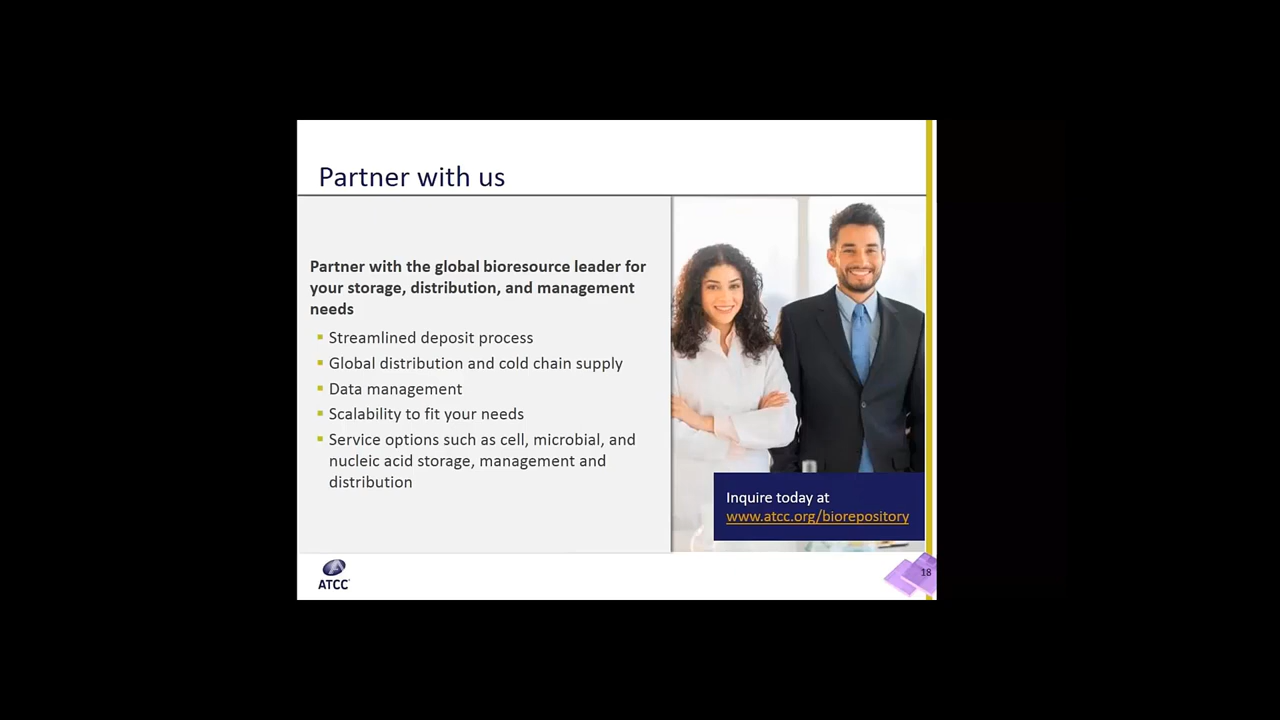 Partner with us
Partner with the global bioresource leader for
your storage, distribution, and management
needs
▪ Streamlined deposit process
▪ Global distribution and cold chain supply
▪ Data management
▪ Scalability to fit your needs
▪ Service options such as cell, microbial, and
nucleic acid storage, management and
distribution
Inquire today at
www.atcc.org/biorepository
ATCC
18